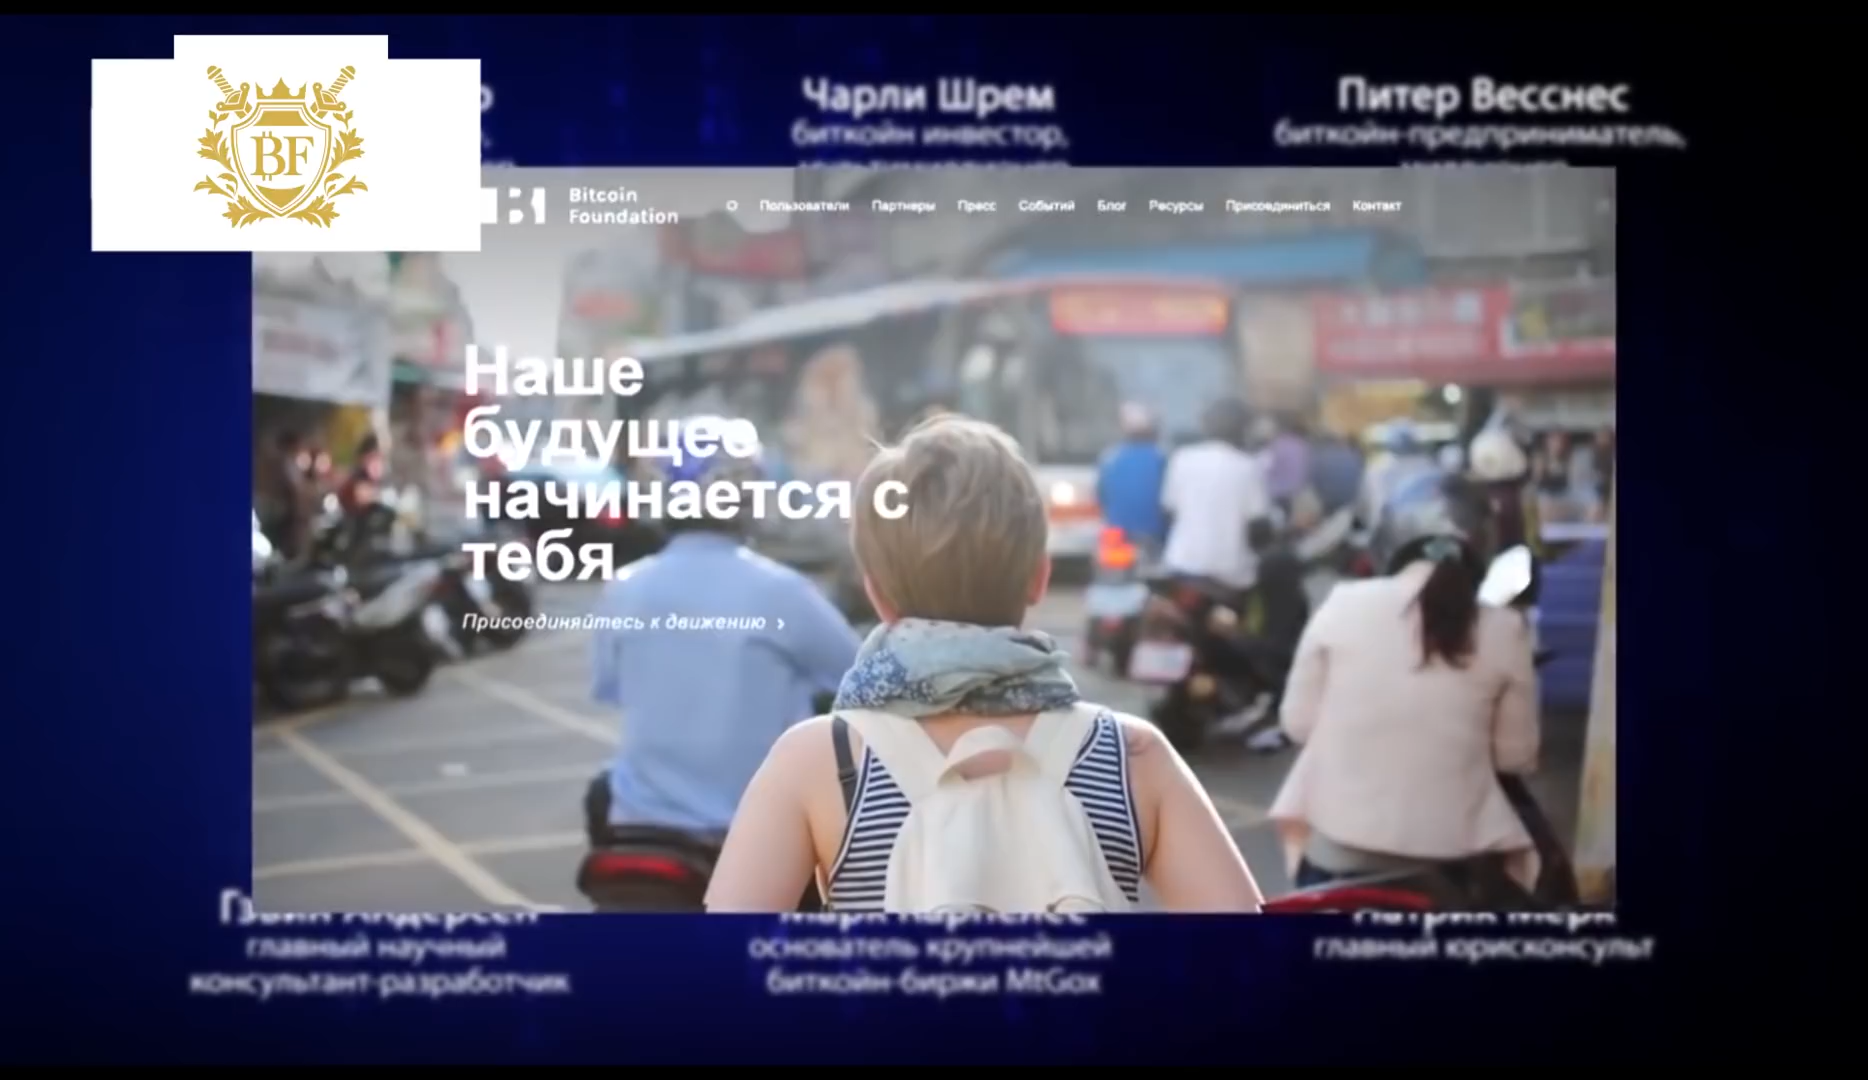 BF
Чарли Шрем
биткойн инвестор,
Питер Весснес
биткойн-предприниматель,
Bitcoin
Foundation
О Пользователи Партнеры Пресс Событий Блог Ресурсы Присоединиться Контакт
Наше
будущее
начинается с
тебя.
Присоединяйтесь к движению ›
главный научный
консультант-разработчик
основатель крупнейшей
биткойн-биржи MtGox
главный юрисконсульт